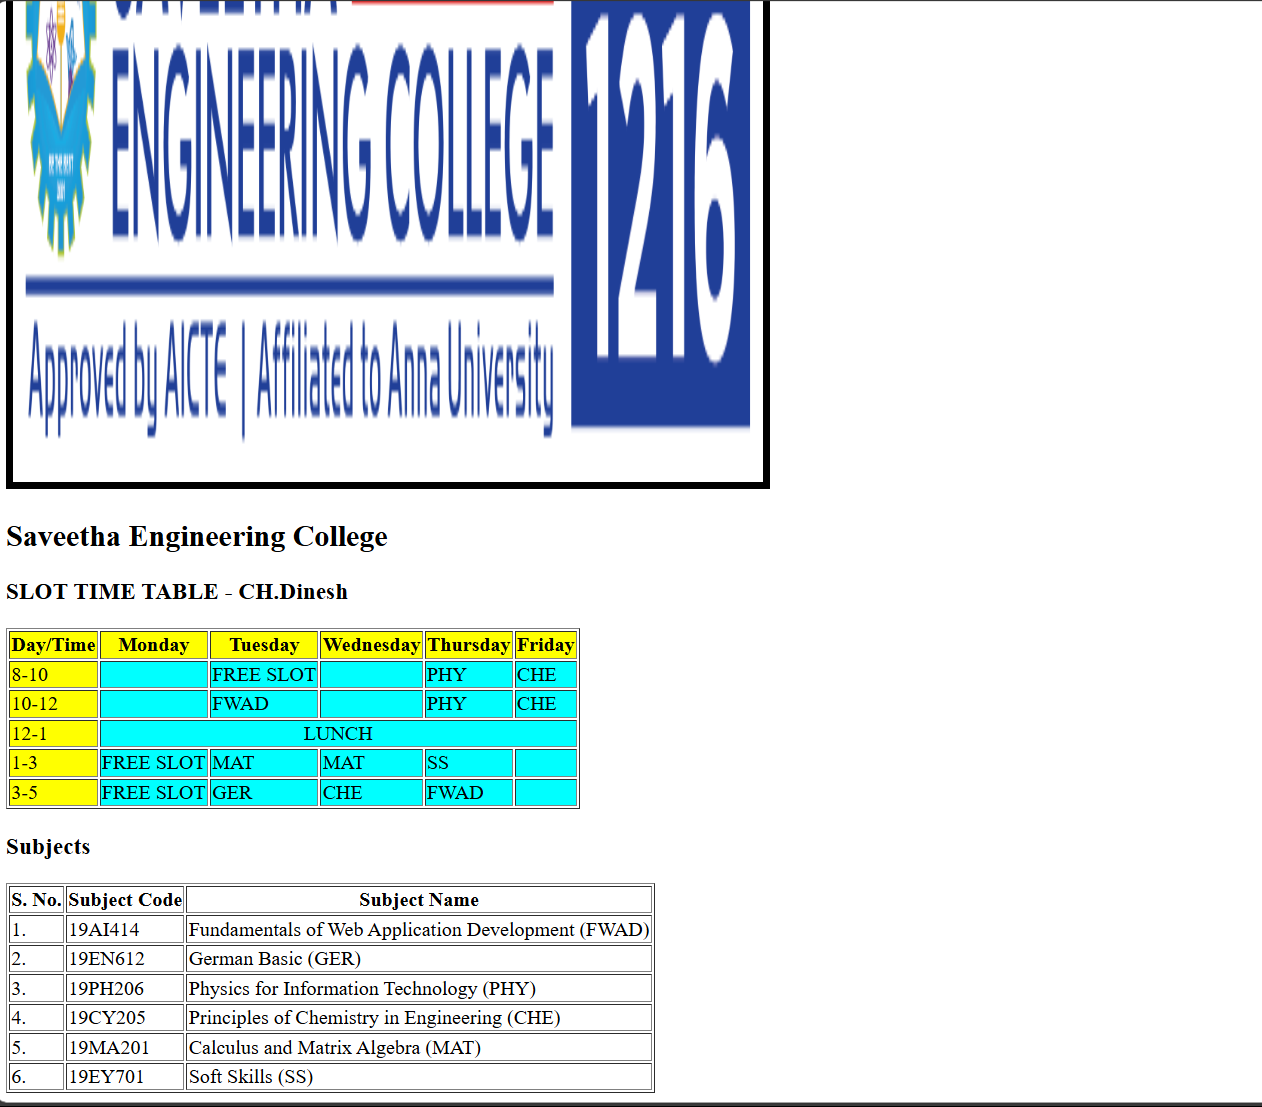 ENGINEERING COLLEGE
1216
BE THE BEST
2001
Approved by AICTE | Affiliated to Anna University
Saveetha Engineering College
SLOT TIME TABLE - CH.Dinesh
Day/Time Monday Tuesday Wednesday Thursday Friday
8-10 FREE SLOT PHY CHE
10-12 FWAD PHY CHE
12-1 LUNCH
1-3 FREE SLOT MAT MAT SS
3-5 FREE SLOT GER CHE FWAD
Subjects
S. No. Subject Code Subject Name
1. 19AI414 Fundamentals of Web Application Development (FWAD)
2. 19EN612 German Basic (GER)
3. 19PH206 Physics for Information Technology (PHY)
4. 19CY205 Principles of Chemistry in Engineering (CHE)
5. 19MA201 Calculus and Matrix Algebra (MAT)
6. 19EY701 Soft Skills (SS)